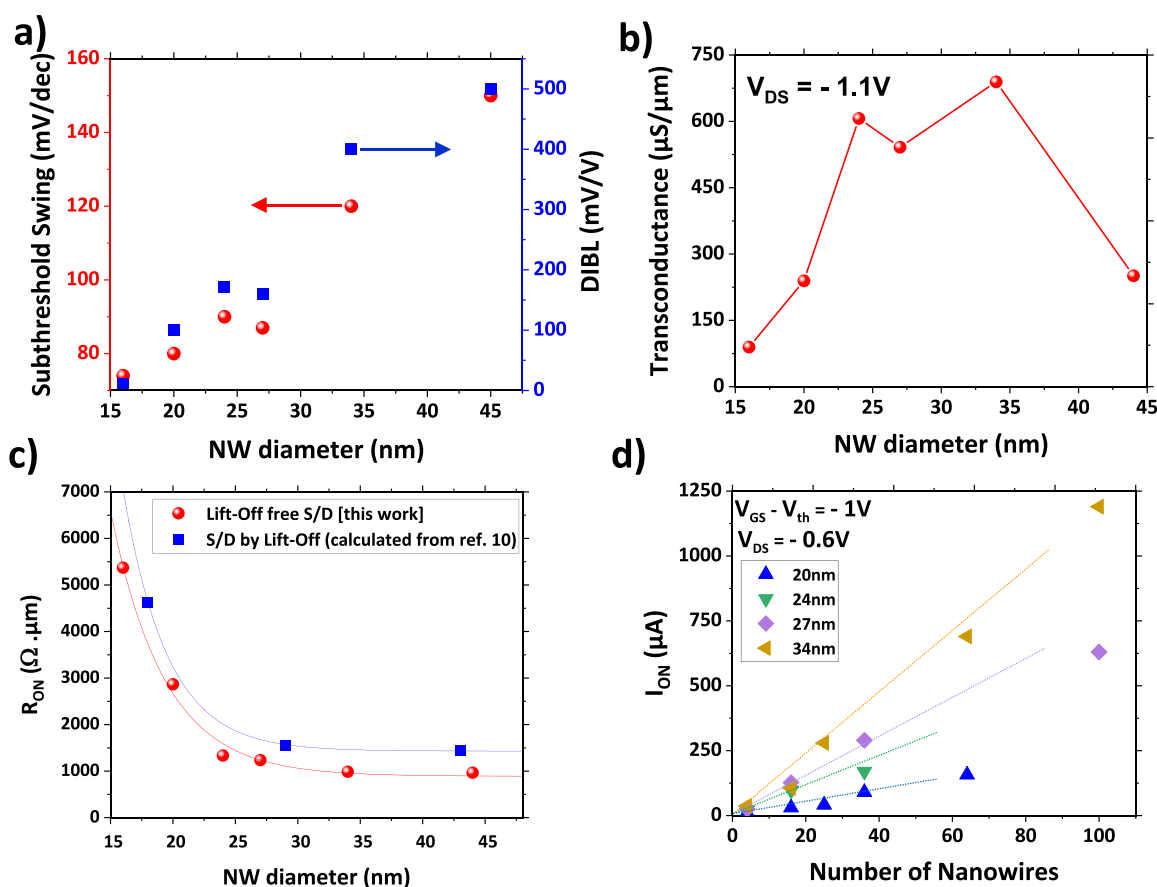 a)
Subthreshold Swing (mV/dec)
160
140
120
100
80
500
400
300
200
100
0
DIBL (mV/V)
15 20 25 30 35 40 45
NW diameter (nm)
b)
V_DS = - 1.1V
Transconductance (µS/µm)
750
600
450
300
150
0
15 20 25 30 35 40 45
NW diameter (nm)
c)
R_ON (Ω .µm)
7000
6000
5000
4000
3000
2000
1000
0
Lift-Off free S/D [this work]
S/D by Lift-Off (calculated from ref. 10)
15 20 25 30 35 40 45
NW diameter (nm)
d)
I_ON (µA)
1250
1000
750
500
250
0
V_GS - V_th = - 1V
V_DS = - 0.6V
20nm
24nm
27nm
34nm
0 20 40 60 80 100
Number of Nanowires